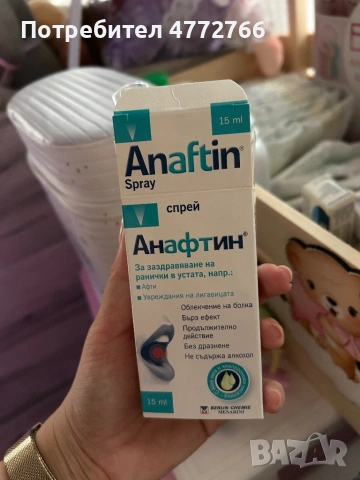 Потребител 4772766
15 ml
Anaftin®
Spray
спрей
Анафтин®
За заздравяване на
ранички в устата, напр.:
Афти
Увреждания на лигавицата
Облекчение на болка
Бърз ефект
Продължително
действие
Без дразнене
Не съдържа алкохол
15 ml
BERLIN-CHEMIE
MENARINI
BAZAR